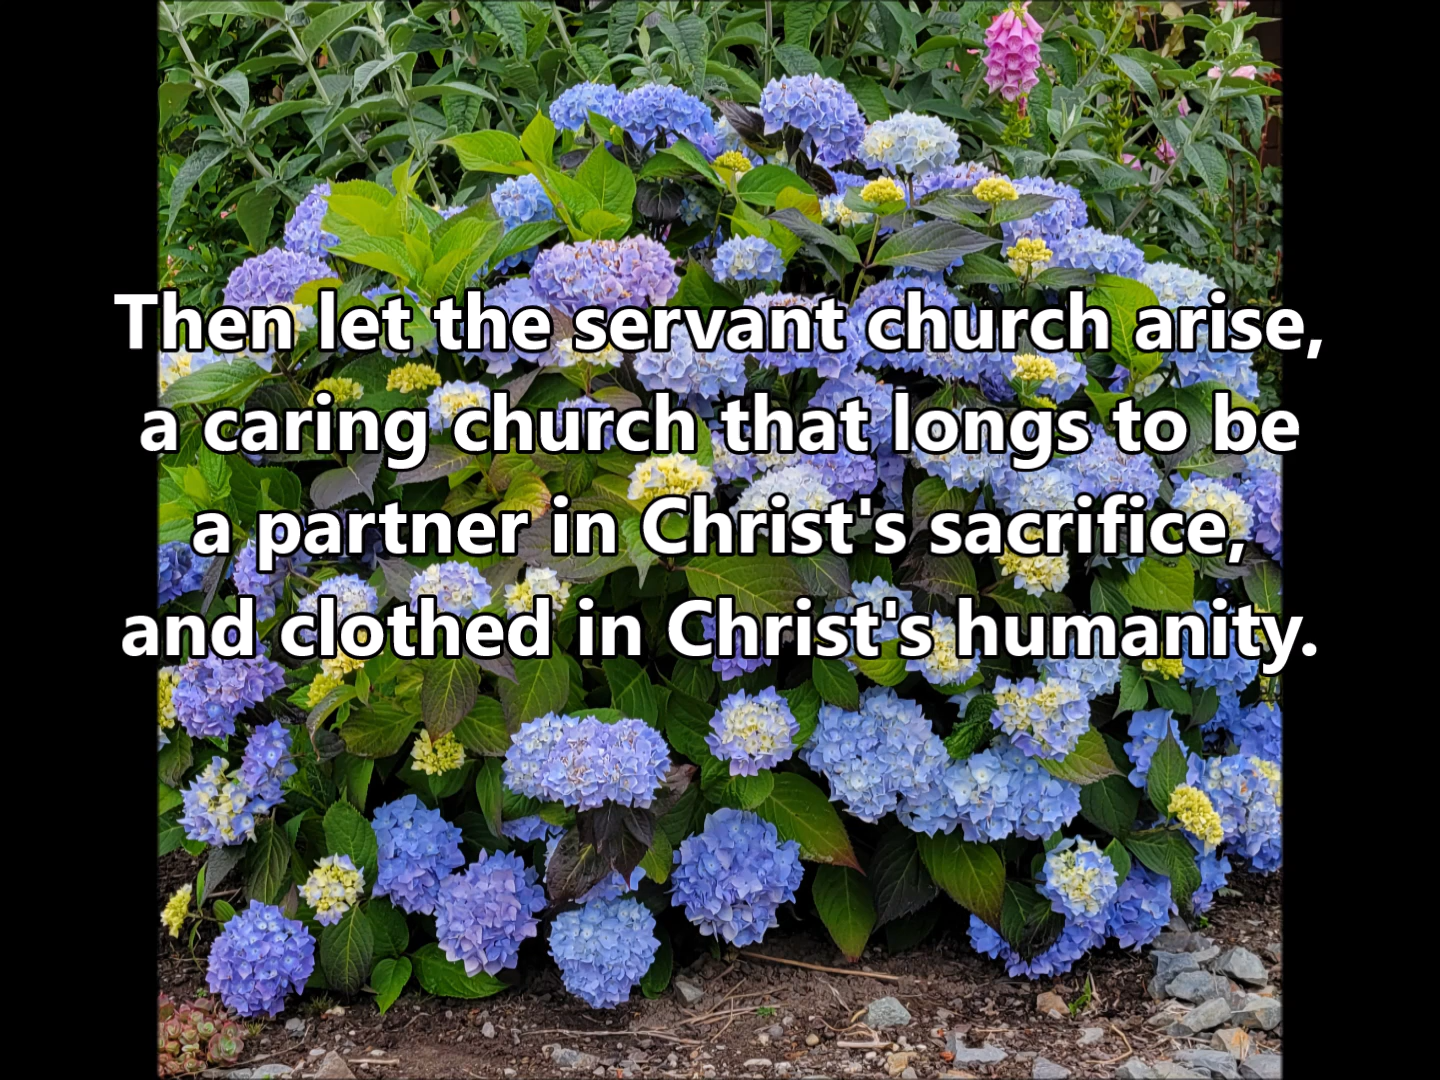 Then let the servant church arise,
a caring church that longs to be
a partner in Christ's sacrifice,
and clothed in Christ's humanity.